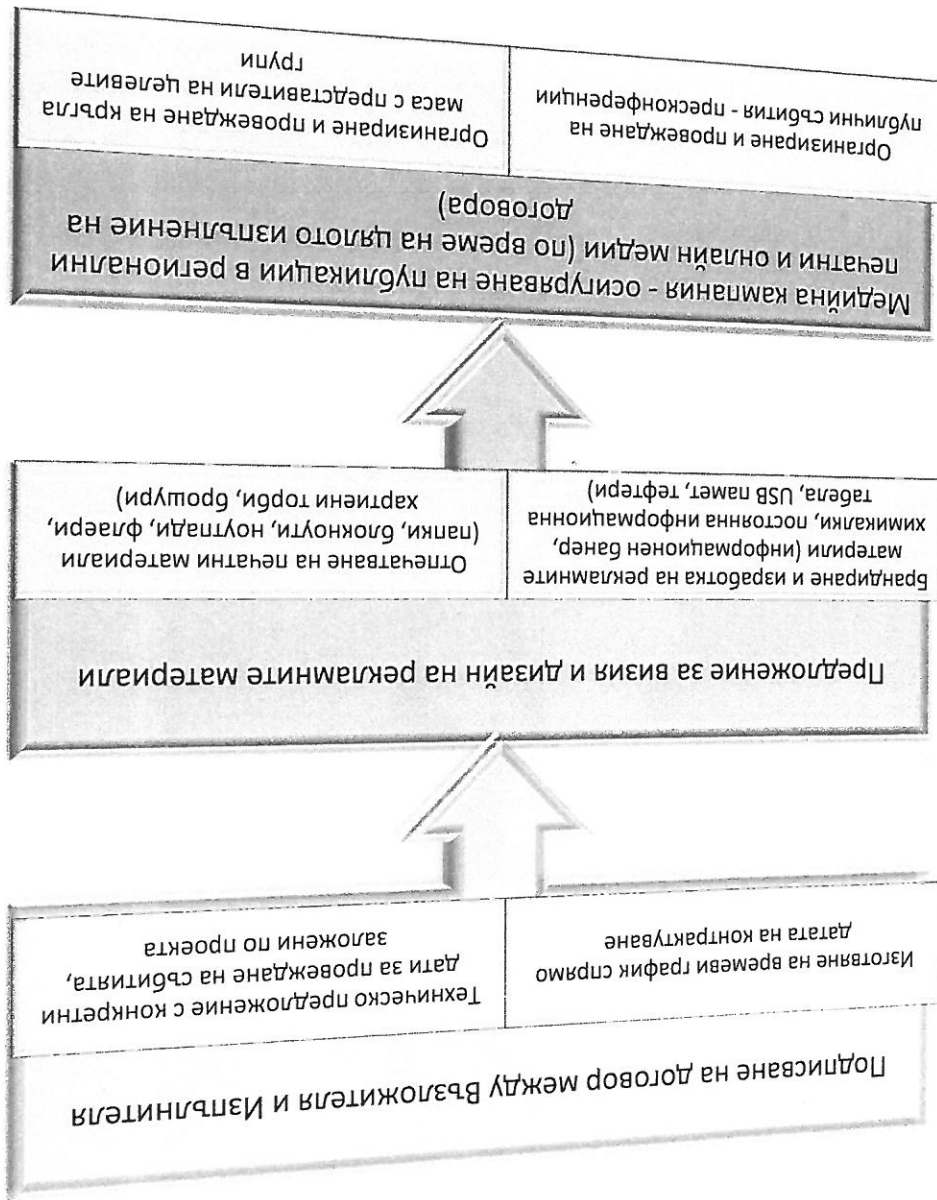 Подписване на договор между Възложителя и Изпълнителя
Изготвяне на времеви график спрямо
датата на контрактуване
Техническо предложение с конкретни
дати за провеждане на събитията,
заложени по проекта
Предложение за визия и дизайн на рекламните материали
Брандиране и изработка на рекламните
материли (информационен банер,
химикалки, постоянна информационна
табела, USB памет, тефтери)
Отпечатване на печатни материали
(папки, блокноути, ноутпади, флаери,
хартиени торби, брошури)
Медийна кампания - осигуряване на публикации в регионални
печатни и онлайн медии (по време на цялото изпълнение на
договора)
Организиране и провеждане на
публични събития - пресконференции
Организиране и провеждане на кръгла
маса с представители на целевите
групи